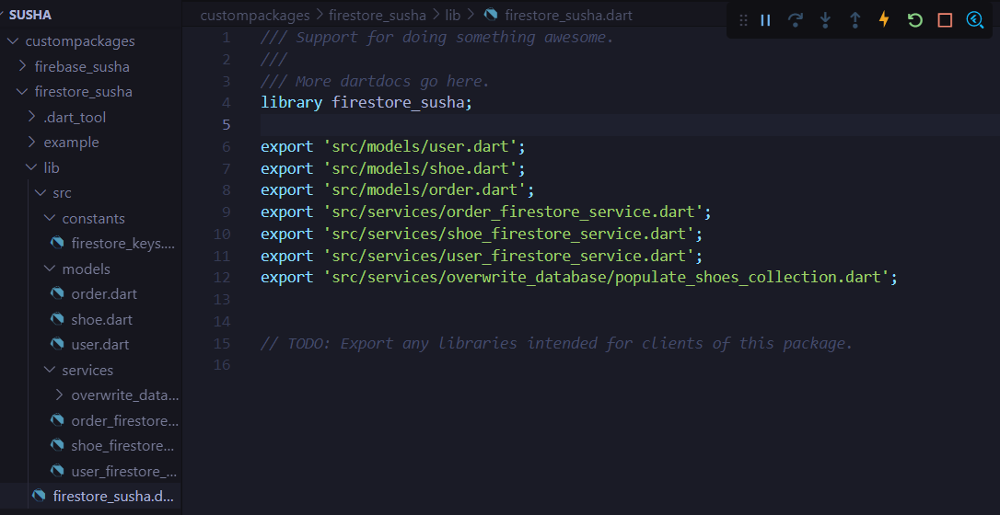 SUSHA
custompackages
firebase_susha
firestore_susha
.dart_tool
example
lib
src
constants
firestore_keys....
models
order.dart
shoe.dart
user.dart
services
overwrite_data...
order_firestore...
shoe_firestore...
user_firestore_...
firestore_susha.d...
custompackages > firestore_susha > lib > firestore_susha.dart
1 /// Support for doing something awesome.
2 ///
3 /// More dartdocs go here.
4 library firestore_susha;
5
6 export 'src/models/user.dart';
7 export 'src/models/shoe.dart';
8 export 'src/models/order.dart';
9 export 'src/services/order_firestore_service.dart';
10 export 'src/services/shoe_firestore_service.dart';
11 export 'src/services/user_firestore_service.dart';
12 export 'src/services/overwrite_database/populate_shoes_collection.dart';
13
14
15 // TODO: Export any libraries intended for clients of this package.
16